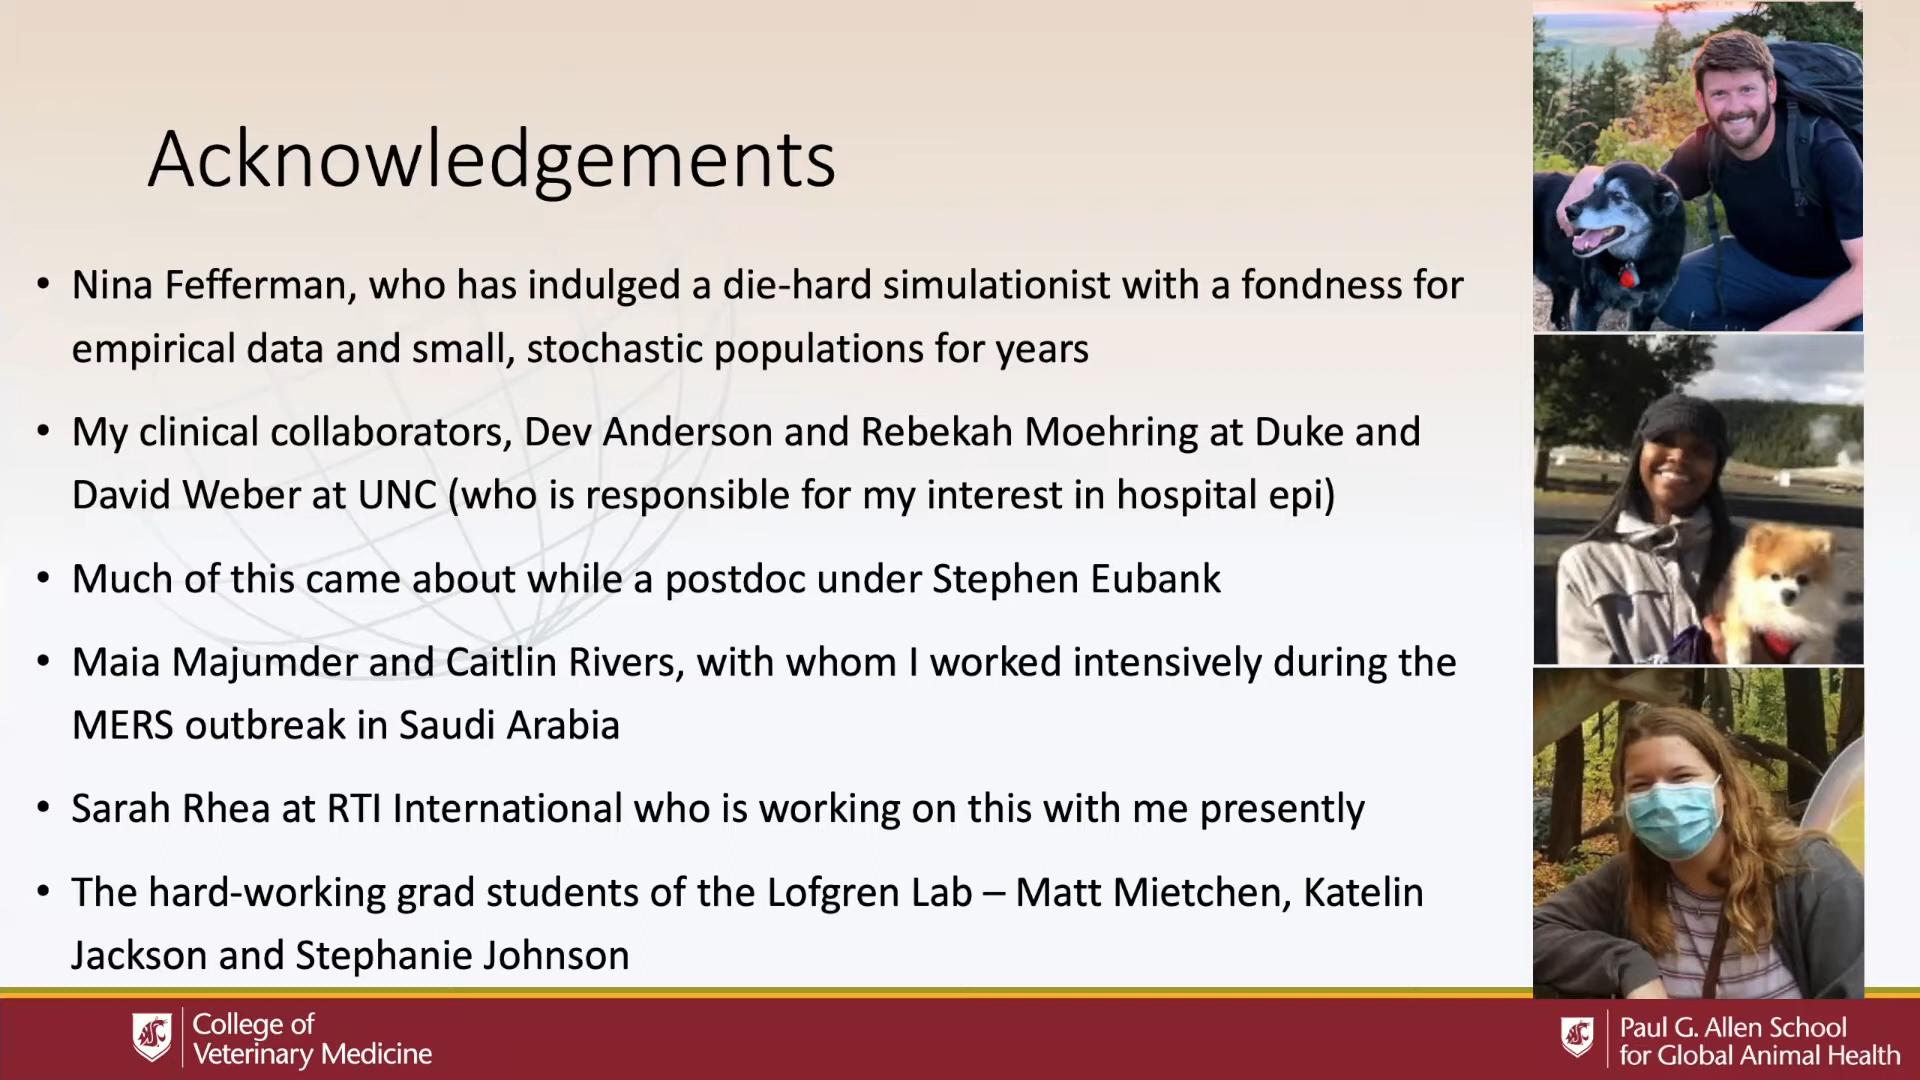 Acknowledgements
• Nina Fefferman, who has indulged a die-hard simulationist with a fondness for
empirical data and small, stochastic populations for years
• My clinical collaborators, Dev Anderson and Rebekah Moehring at Duke and
David Weber at UNC (who is responsible for my interest in hospital epi)
• Much of this came about while a postdoc under Stephen Eubank
• Maia Majumder and Caitlin Rivers, with whom I worked intensively during the
MERS outbreak in Saudi Arabia
• Sarah Rhea at RTI International who is working on this with me presently
• The hard-working grad students of the Lofgren Lab – Matt Mietchen, Katelin
Jackson and Stephanie Johnson
College of
Veterinary Medicine
Paul G. Allen School
for Global Animal Health